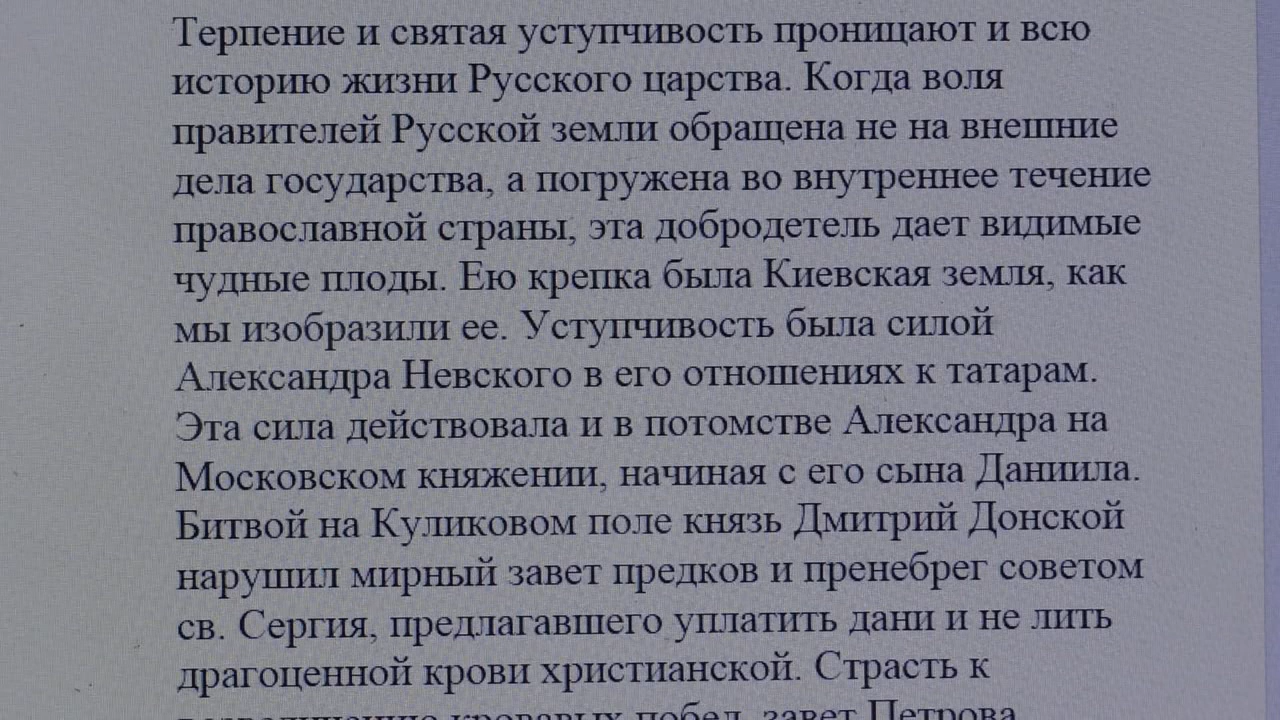 Терпение и святая уступчивость проницают и всю
историю жизни Русского царства. Когда воля
правителей Русской земли обращена не на внешние
дела государства, а погружена во внутреннее течение
православной страны, эта добродетель дает видимые
чудные плоды. Ею крепка была Киевская земля, как
мы изобразили ее. Уступчивость была силой
Александра Невского в его отношениях к татарам.
Эта сила действовала и в потомстве Александра на
Московском княжении, начиная с его сына Даниила.
Битвой на Куликовом поле князь Дмитрий Донской
нарушил мирный завет предков и пренебрег советом
св. Сергия, предлагавшего уплатить дани и не лить
драгоценной крови христианской. Страсть к
кровавых побед, завет Петрова